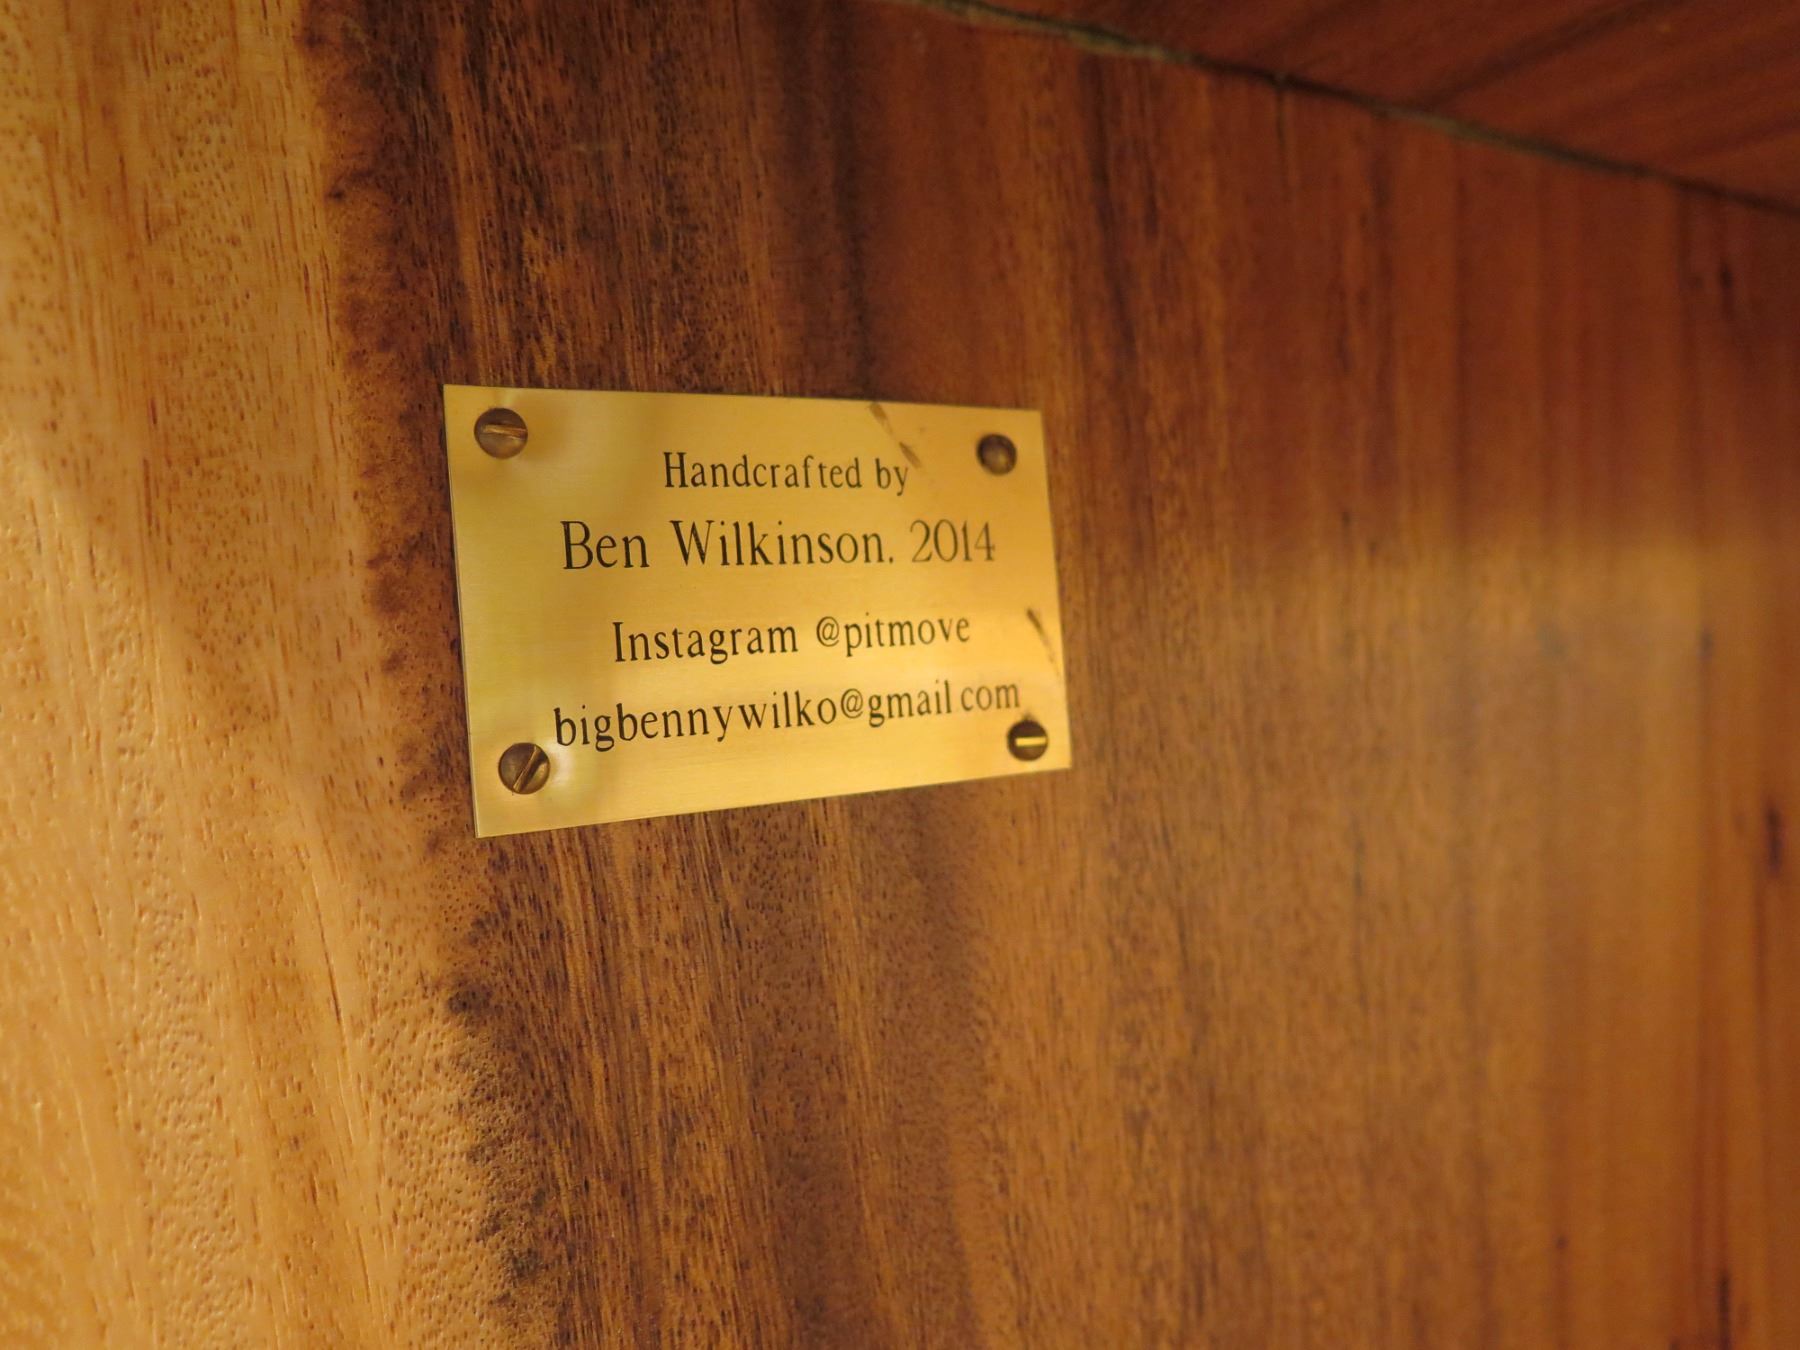 Handcrafted by
Ben Wilkinson. 2014
Instagram @pitmove
bigbennywilko@gmail.com